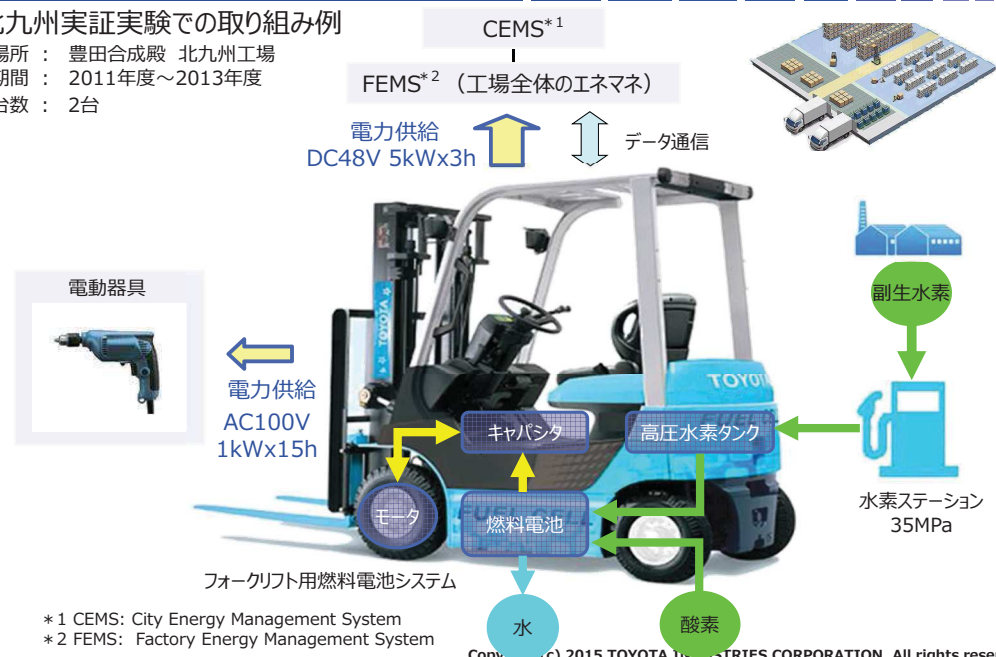 北九州実証実験での取り組み例
場所 : 豊田合成殿 北九州工場
期間 : 2011年度～2013年度
台数 : 2台
CEMS*1
FEMS*2 (工場全体のエネマネ)
電力供給
DC48V 5kWx3h
データ通信
電動器具
電力供給
AC100V
1kWx15h
副生水素
TOYOTA
TOYOTA
キャパシタ
高圧水素タンク
モータ
燃料電池
FUEL CELL
水素ステーション
35MPa
フォークリフト用燃料電池システム
水
酸素
*1 CEMS: City Energy Management System
*2 FEMS: Factory Energy Management System
(c) 2015 TOYOTA INDUSTRIES CORPORATION. All rights